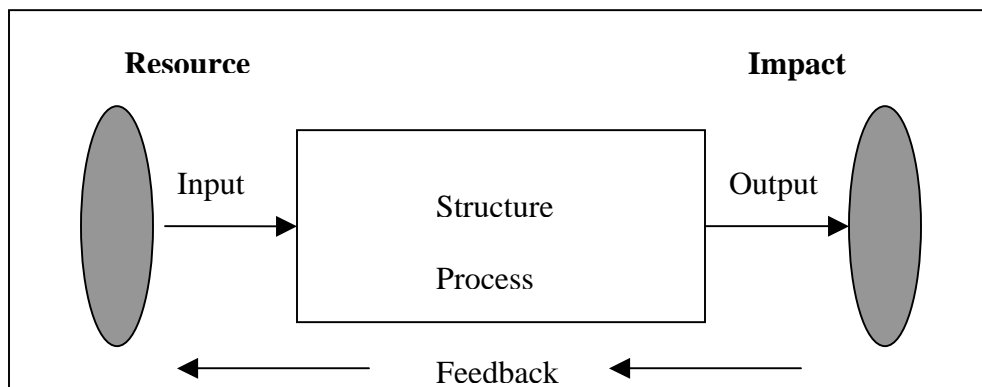 Resource
Impact
Input
Output
Structure
Process
Feedback